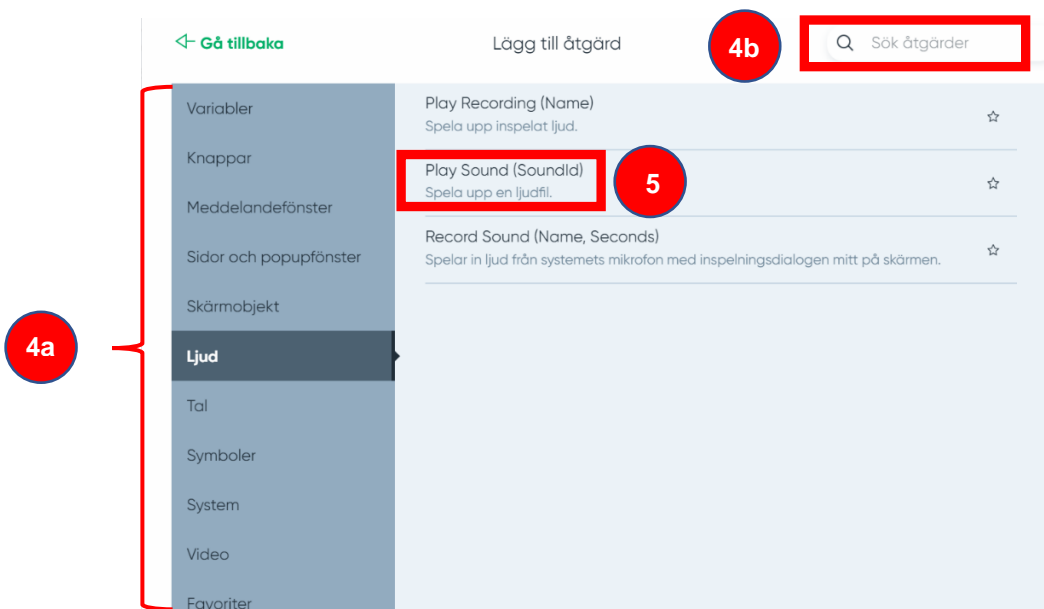 Gå tillbaka
Lägg till åtgärd
4b
Sök åtgärder
4a
Variabler
Knappar
Meddelandefönster
Sidor och popupfönster
Skärmobjekt
Ljud
Tal
Symboler
System
Video
Favoriter
Play Recording (Name)
Spela upp inspelat ljud.
Play Sound (SoundId)
Spela upp en ljudfil.
5
Record Sound (Name, Seconds)
Spelar in ljud från systemets mikrofon med inspelningsdialogen mitt på skärmen.